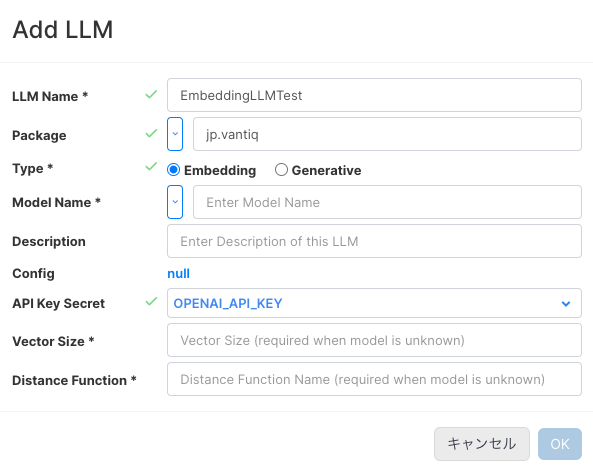 Add LLM
LLM Name * EmbeddingLLMTest
Package jp.vantiq
Type * Embedding Generative
Model Name * Enter Model Name
Description Enter Description of this LLM
Config null
API Key Secret OPENAI_API_KEY
Vector Size * Vector Size (required when model is unknown)
Distance Function * Distance Function Name (required when model is unknown)
キャンセル OK